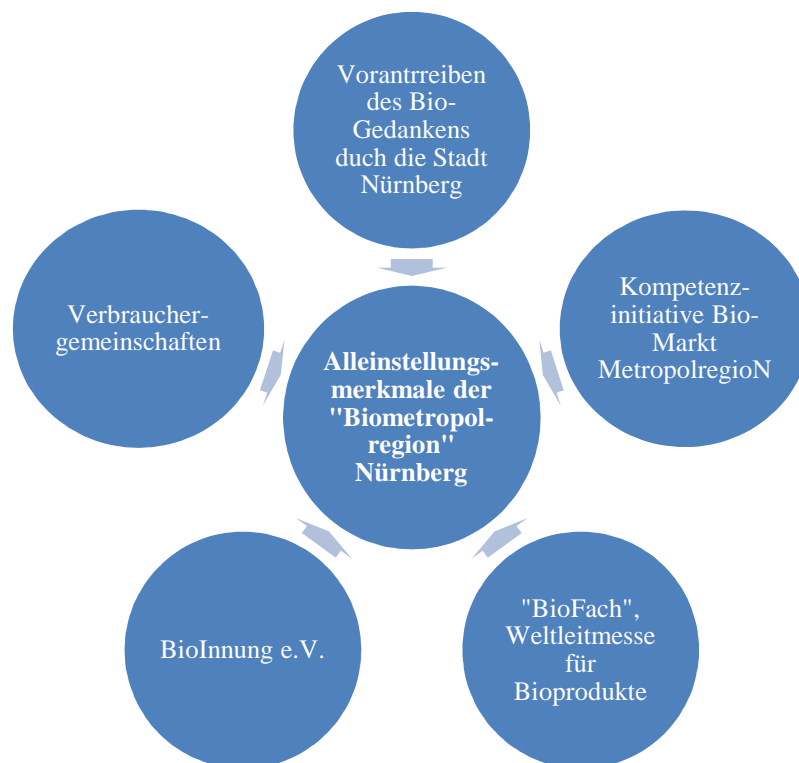 Vorantrreiben
des Bio-
Gedankens
duch die Stadt
Nürnberg
Verbraucher-
gemeinschaften
Kompetenz-
initiative Bio-
Markt
MetropolregioN
Alleinstellungs-
merkmale der
"Biometropol-
region"
Nürnberg
BioInnung e.V.
"BioFach",
Weltleitmesse
für
Bioprodukte